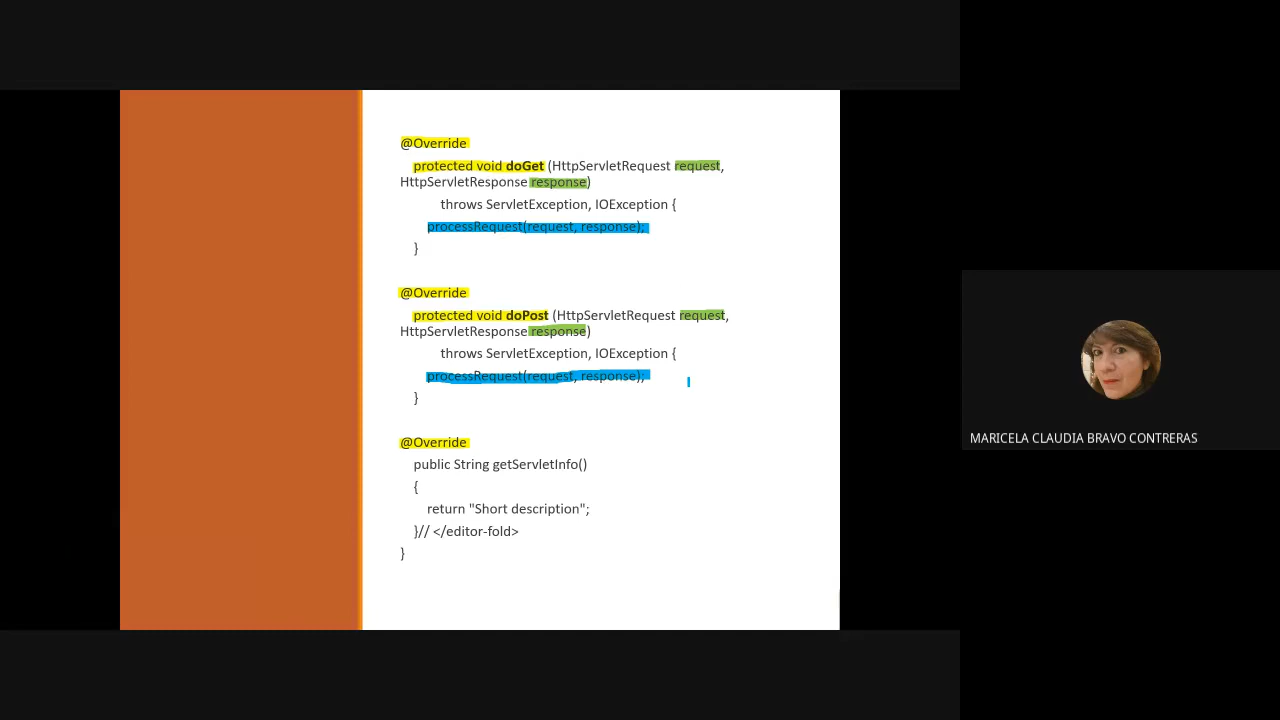 @Override
protected void doGet (HttpServletRequest request,
HttpServletResponse response)
throws ServletException, IOException {
processRequest(request, response);
}
@Override
protected void doPost (HttpServletRequest request,
HttpServletResponse response)
throws ServletException, IOException {
processRequest(request, response);
}
@Override
public String getServletInfo()
{
return "Short description";
}// </editor-fold>
}
MARICELA CLAUDIA BRAVO CONTRERAS